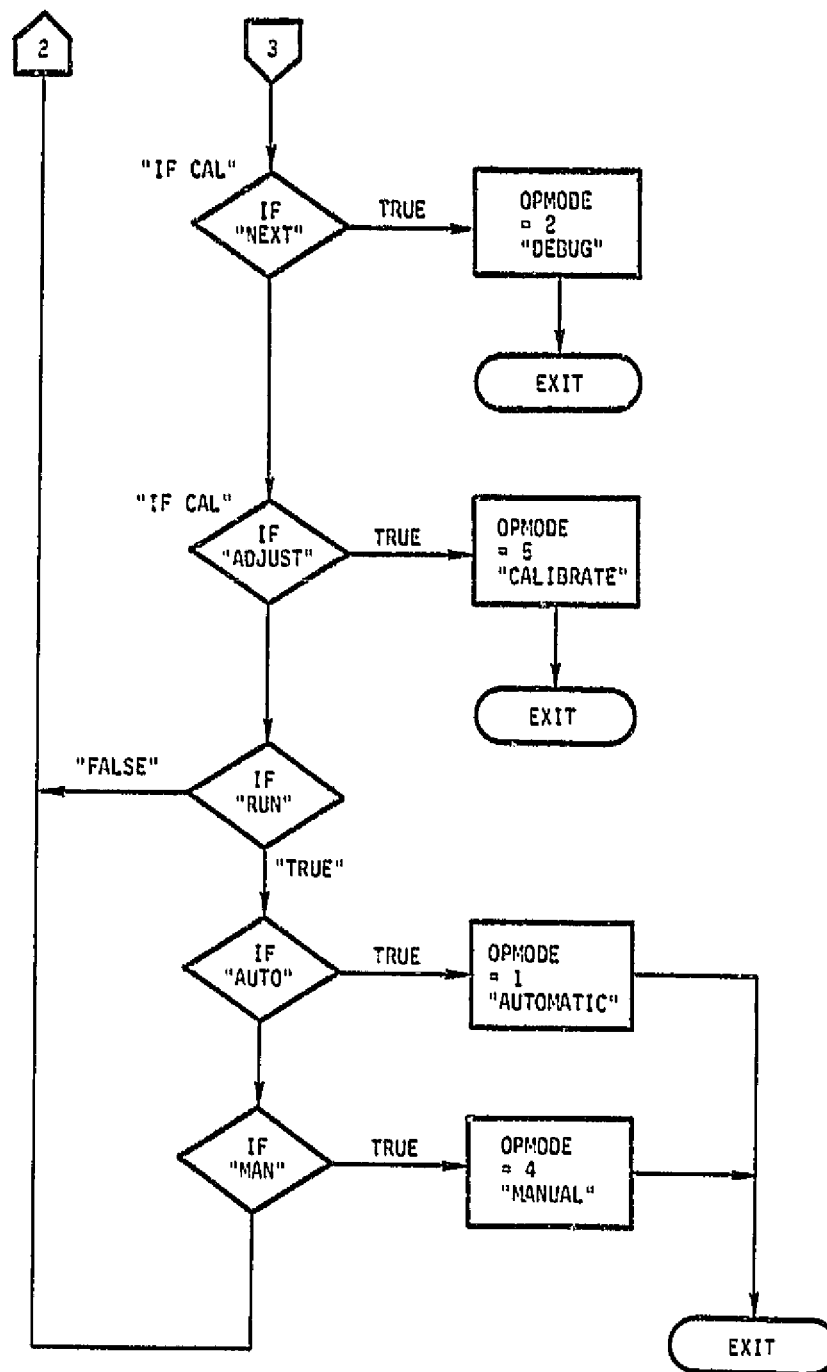 2
3
"IF CAL"
IF
"NEXT"
TRUE
OPMODE
= 2
"DEBUG"
EXIT
"IF CAL"
IF
"ADJUST"
TRUE
OPMODE
= 5
"CALIBRATE"
EXIT
"FALSE"
IF
"RUN"
"TRUE"
IF
"AUTO"
TRUE
OPMODE
= 1
"AUTOMATIC"
IF
"MAN"
TRUE
OPMODE
= 4
"MANUAL"
EXIT